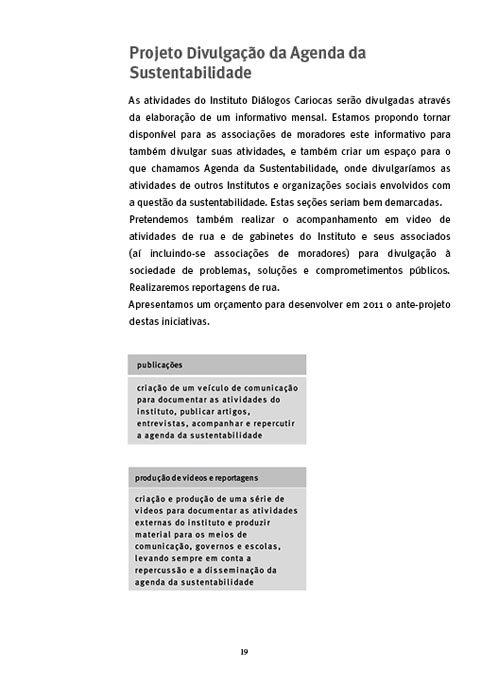 Projeto Divulgação da Agenda da
Sustentabilidade
As atividades do Instituto Diálogos Cariocas serão divulgadas através
da elaboração de um informativo mensal. Estamos propondo tornar
disponível para as associações de moradores este informativo para
também divulgar suas atividades, e também criar um espaço para o
que chamamos Agenda da Sustentabilidade, onde divulgaríamos as
atividades de outros Institutos e organizações sociais envolvidos com
a questão da sustentabilidade. Estas seções seriam bem demarcadas.
Pretendemos também realizar o acompanhamento em video de
atividades de rua e de gabinetes do Instituto e seus associados
(aí incluindo-se associações de moradores) para divulgação à
sociedade de problemas, soluções e comprometimentos públicos.
Realizaremos reportagens de rua.
Apresentamos um orçamento para desenvolver em 2011 o ante-projeto
destas iniciativas.
publicações
criação de um veículo de comunicação
para documentar as atividades do
instituto, publicar artigos,
entrevistas, acompanhar e repercutir
a agenda da sustentabilidade
produção de videos e reportagens
criação e produção de uma série de
videos para documentar as atividades
externas do instituto e produzir
material para os meios de
comunicação, governos e escolas,
levando sempre em conta a
repercussão e a disseminação da
agenda da sustentabilidade
19